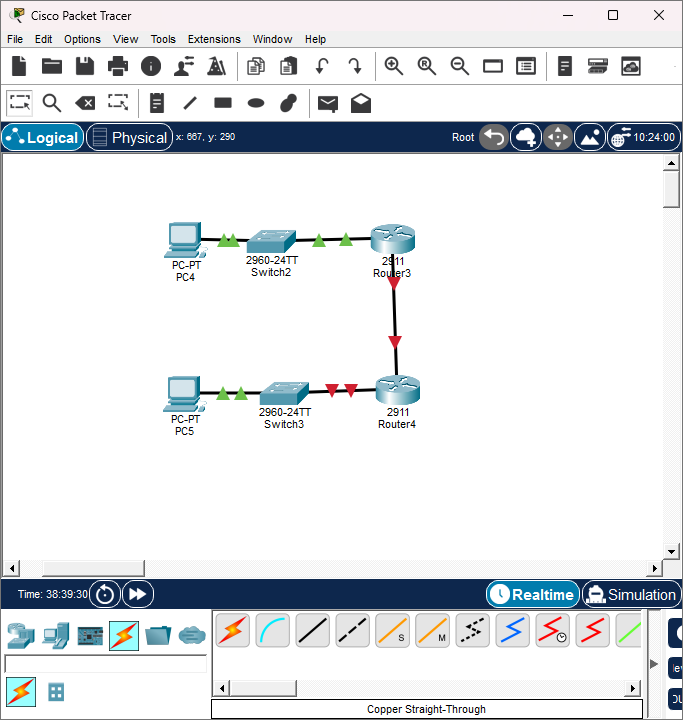 Cisco Packet Tracer
File Edit Options View Tools Extensions Window Help
Logical Physical x: 667, y: 290 Root 10:24:00
PC-PT
PC4
2960-24TT
Switch2
2911
Router3
PC-PT
PC5
2960-24TT
Switch3
2911
Router4
Time: 38:39:30 Realtime Simulation
S M
Copper Straight-Through